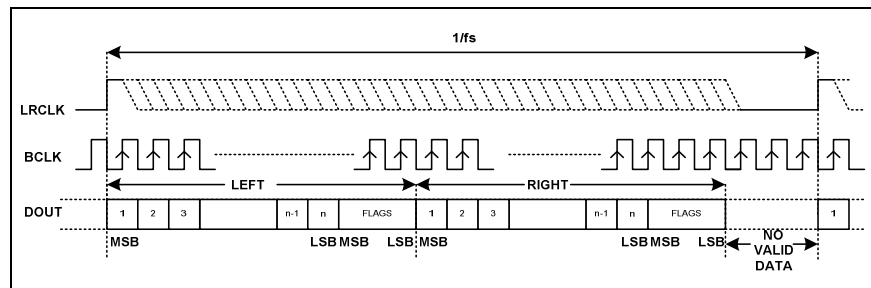 1/fs
LRCLK
BCLK
LEFT RIGHT
DOUT 1 2 3 n-1 n FLAGS 1 2 3 n-1 n FLAGS 1
MSB LSB MSB LSB MSB LSB MSB LSB NO
VALID
DATA